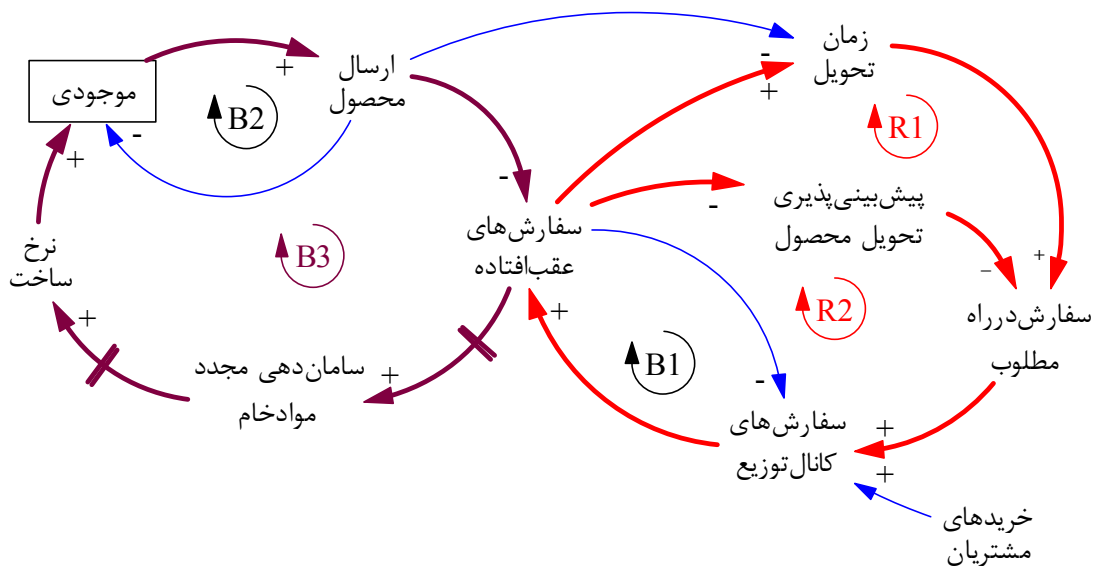 زمان
تحویل
ارسال
محصول
موجودی
B2
R1
پیش‌بینی‌پذیری
تحویل محصول
سفارش‌های
عقب‌افتاده
نرخ
ساخت
B3
R2
سفارش‌درراه
مطلوب
B1
سامان‌دهی مجدد
موادخام
سفارش‌های
کانال‌توزیع
خریدهای
مشتریان
+
-
-
+
-
+
-
-
+
+
-
+
+
+
+
+